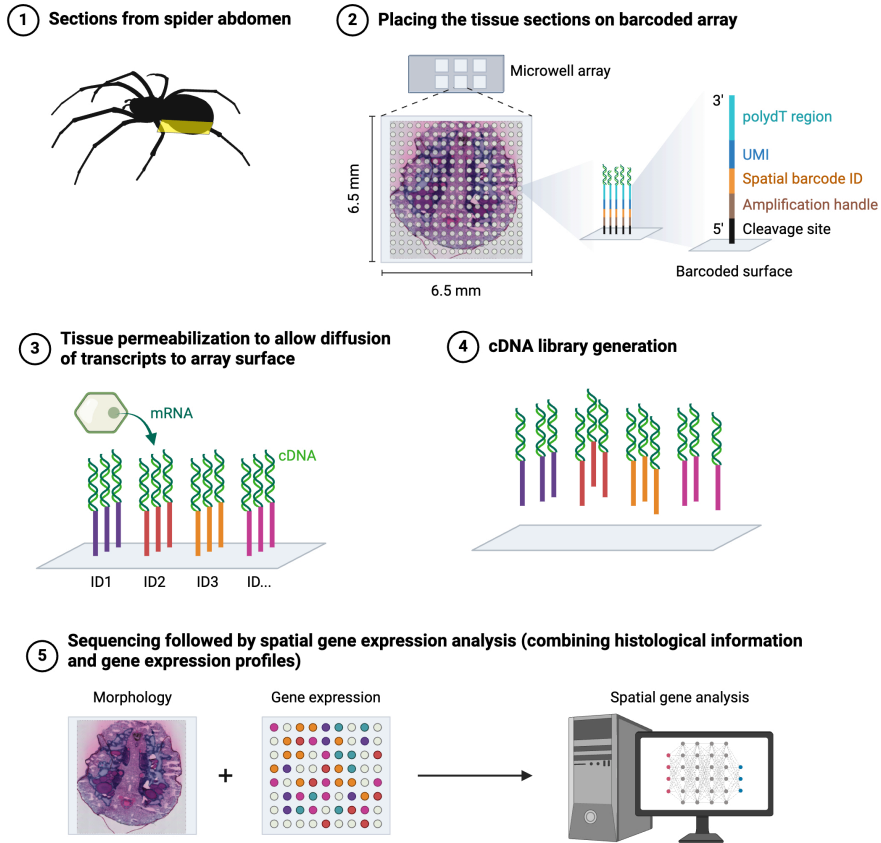 1 Sections from spider abdomen
2 Placing the tissue sections on barcoded array
Microwell array
6.5 mm
6.5 mm
3'
polydT region
UMI
Spatial barcode ID
Amplification handle
5' Cleavage site
Barcoded surface
3 Tissue permeabilization to allow diffusion
of transcripts to array surface
mRNA
cDNA
ID1 ID2 ID3 ID...
4 cDNA library generation
5 Sequencing followed by spatial gene expression analysis (combining histological information
and gene expression profiles)
Morphology
+
Gene expression
Spatial gene analysis